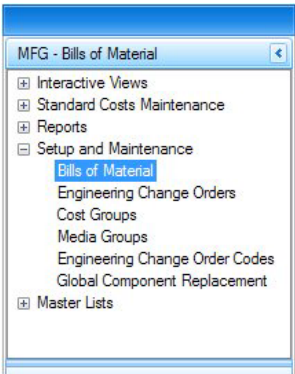 MFG - Bills of Material
Interactive Views
Standard Costs Maintenance
Reports
Setup and Maintenance
Bills of Material
Engineering Change Orders
Cost Groups
Media Groups
Engineering Change Order Codes
Global Component Replacement
Master Lists